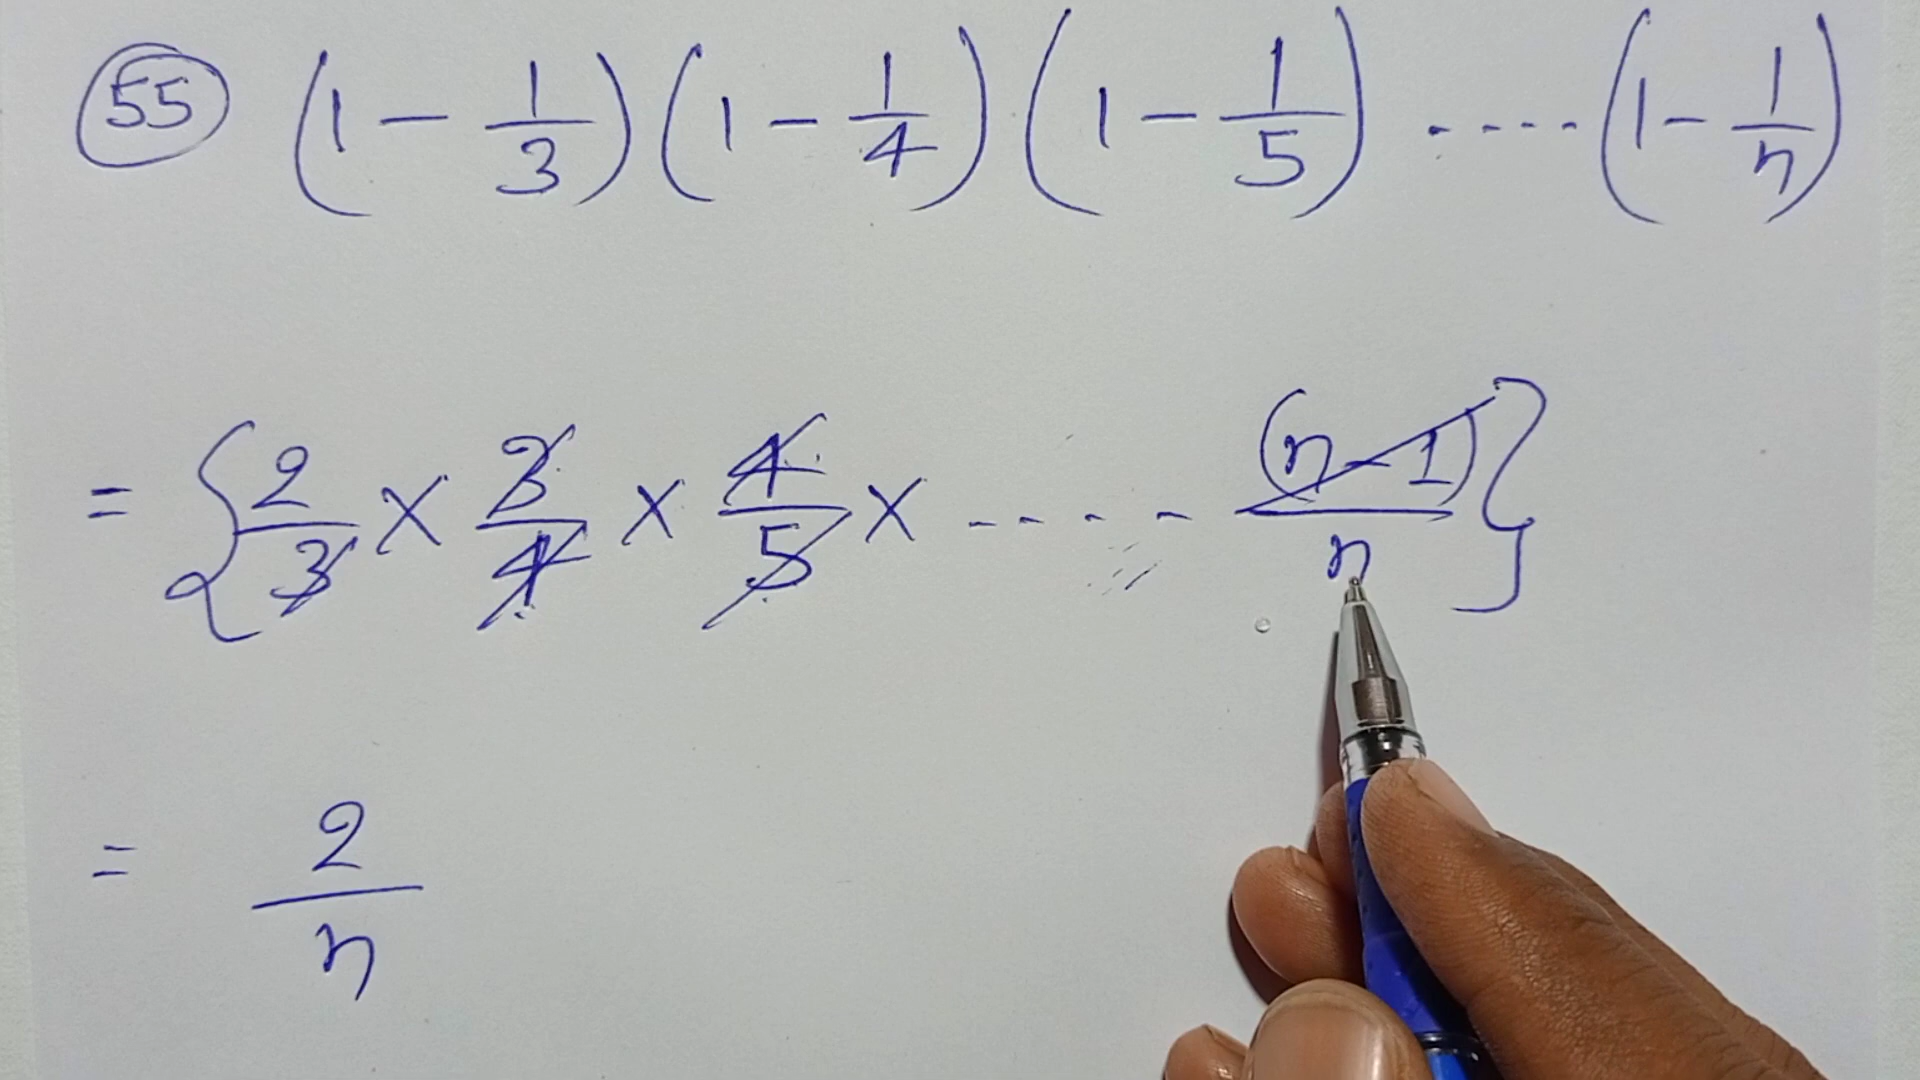 55 (1 - 1/3) (1 - 1/4) (1 - 1/5) ..... (1 - 1/n)
= {2/3 × 3/4 × 4/5 × ----- (n-1)/n}
= 2/n